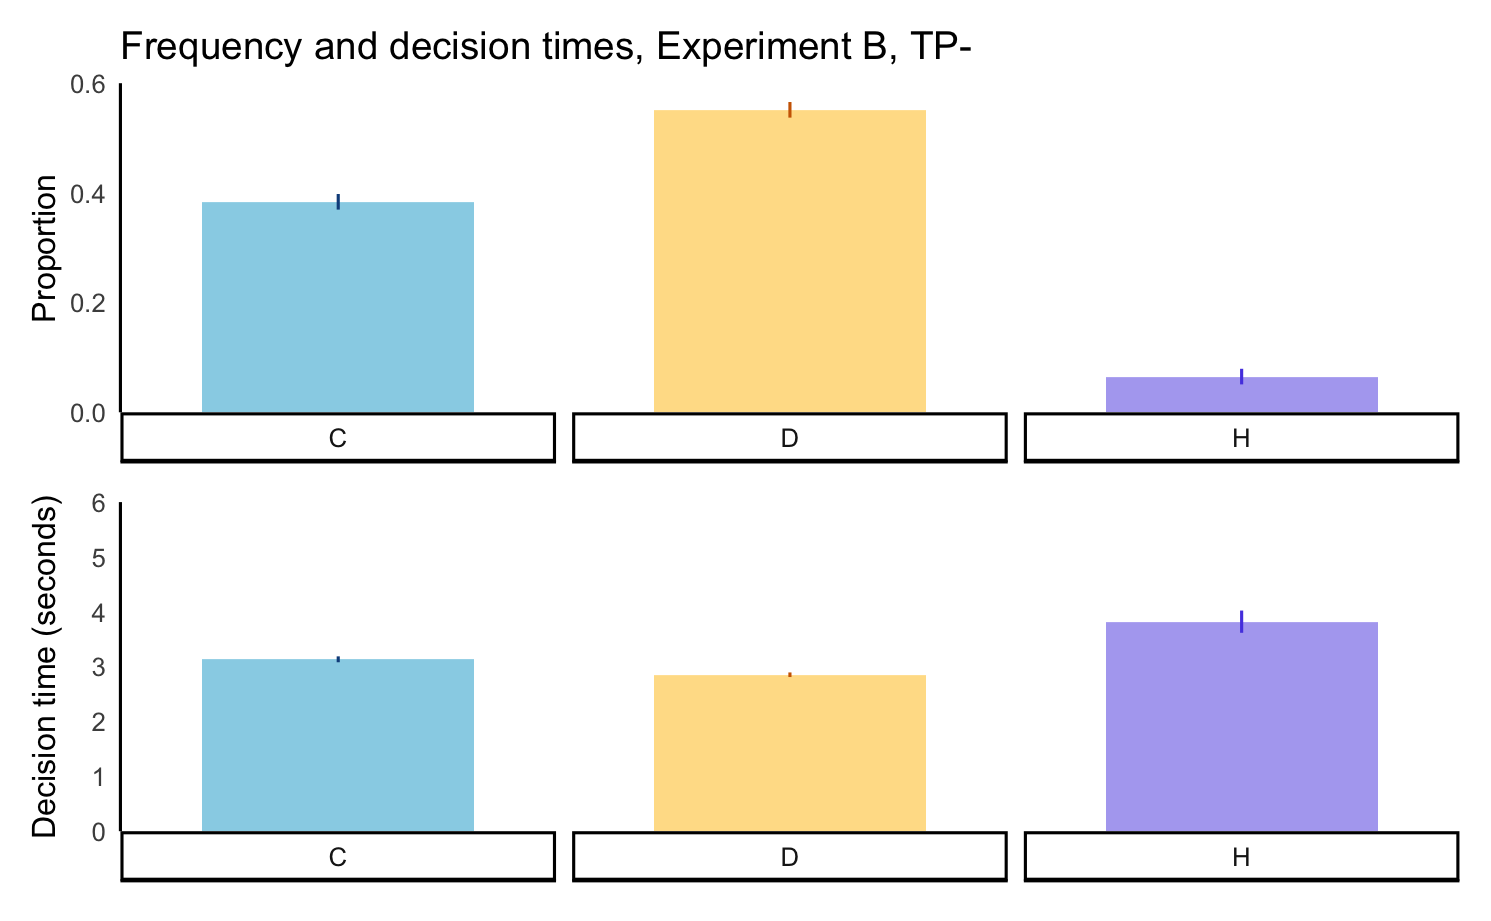 Frequency and decision times, Experiment B, TP-
Proportion
0.6
0.4
0.2
0.0
C
D
H
Decision time (seconds)
6
5
4
3
2
1
0
C
D
H